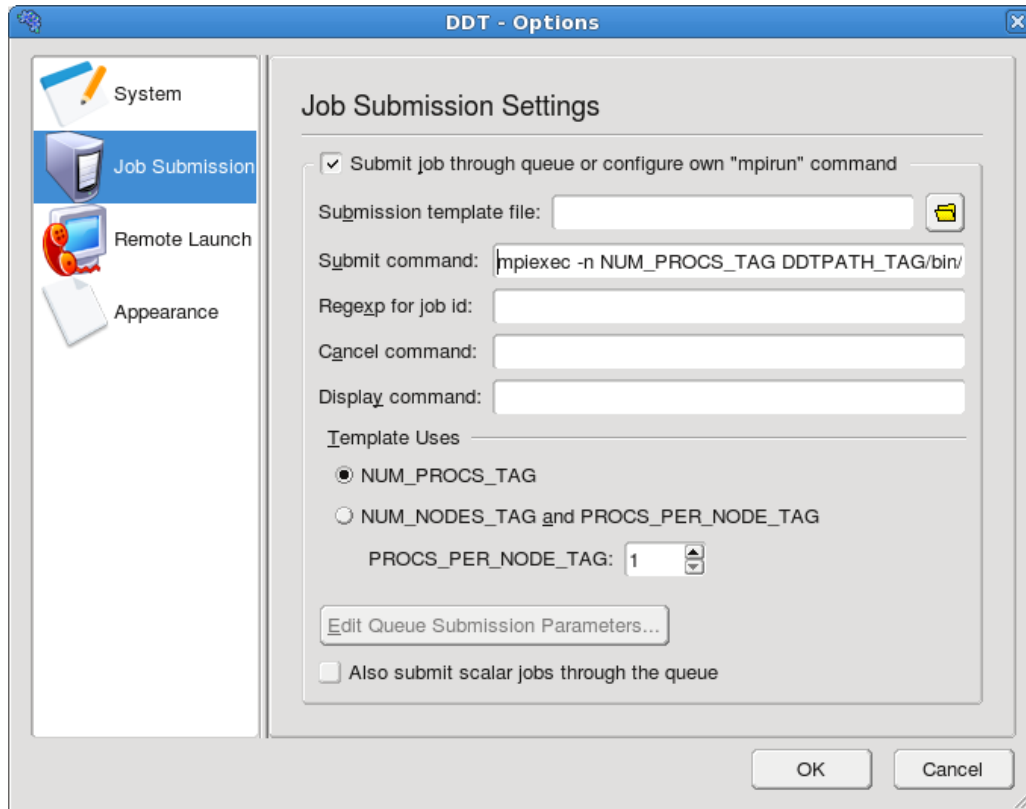 DDT - Options
System
Job Submission
Remote Launch
Appearance
Job Submission Settings
Submit job through queue or configure own "mpirun" command
Submission template file:
Submit command: mpiexec -n NUM_PROCS_TAG DDTPATH_TAG/bin/
Regexp for job id:
Cancel command:
Display command:
Template Uses
NUM_PROCS_TAG
NUM_NODES_TAG and PROCS_PER_NODE_TAG
PROCS_PER_NODE_TAG: 1
Edit Queue Submission Parameters...
Also submit scalar jobs through the queue
OK Cancel